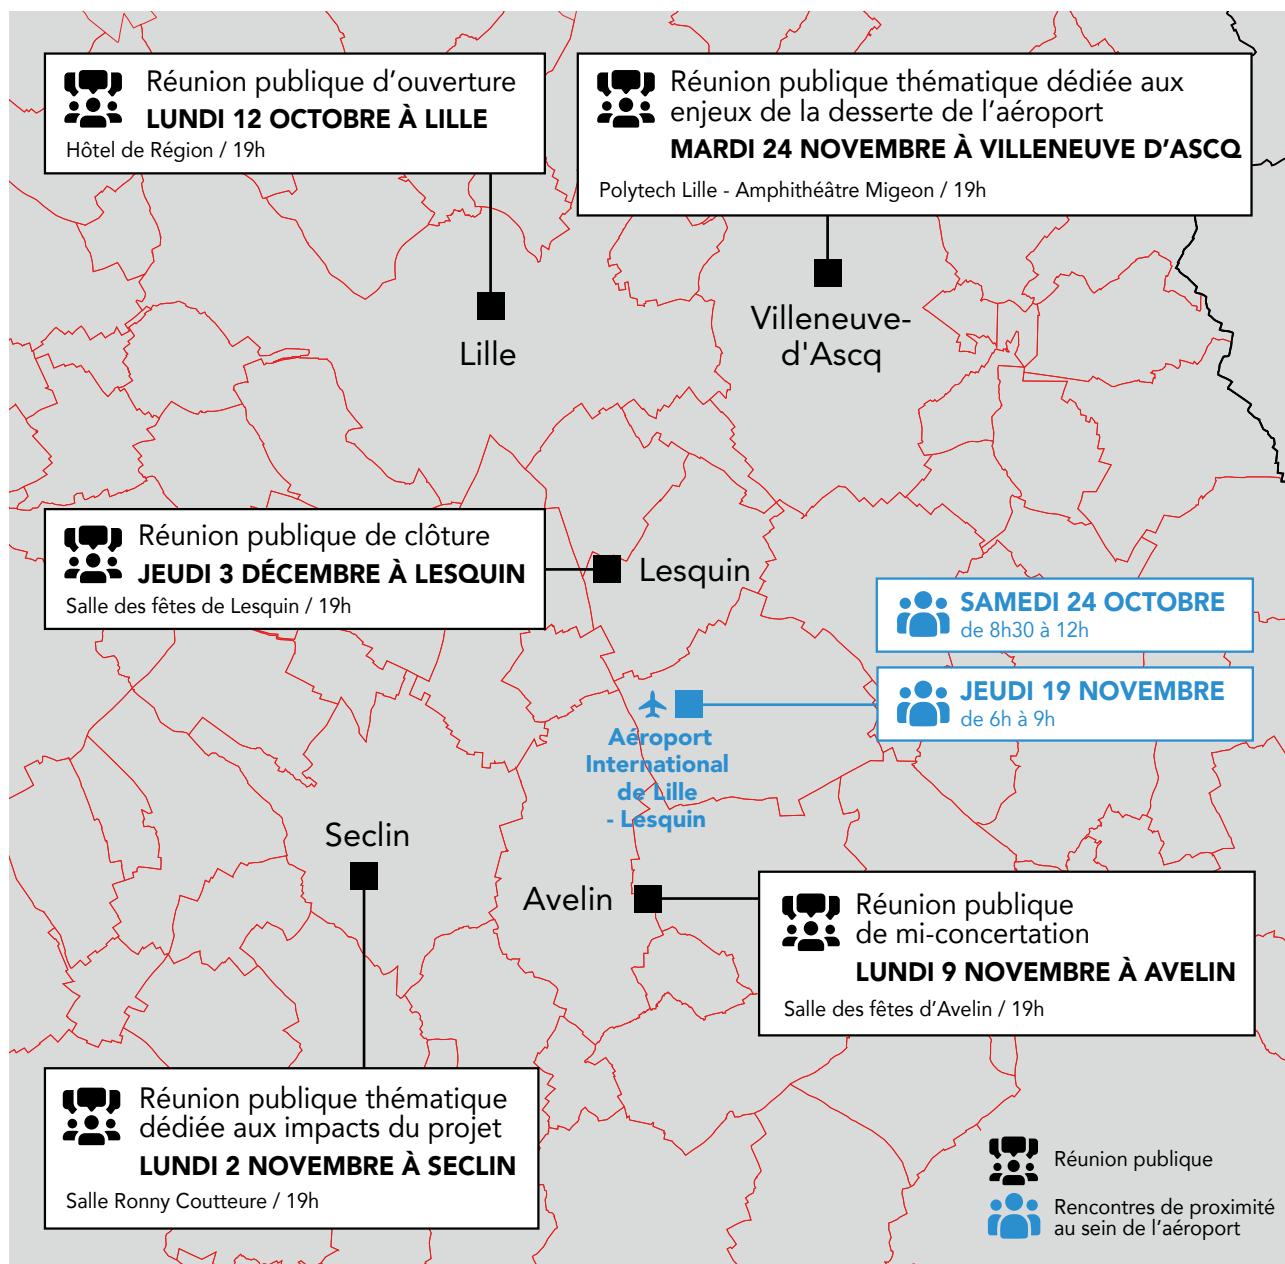 Réunion publique d’ouverture
LUNDI 12 OCTOBRE À LILLE
Hôtel de Région / 19h
Réunion publique thématique dédiée aux
enjeux de la desserte de l’aéroport
MARDI 24 NOVEMBRE À VILLENEUVE D’ASCQ
Polytech Lille - Amphithéâtre Migeon / 19h
Lille
Villeneuve-
d'Ascq
Réunion publique de clôture
JEUDI 3 DÉCEMBRE À LESQUIN
Salle des fêtes de Lesquin / 19h
Lesquin
SAMEDI 24 OCTOBRE
de 8h30 à 12h
JEUDI 19 NOVEMBRE
de 6h à 9h
Aéroport
International
de Lille
- Lesquin
Seclin
Avelin
Réunion publique
de mi-concertation
LUNDI 9 NOVEMBRE À AVELIN
Salle des fêtes d’Avelin / 19h
Réunion publique thématique
dédiée aux impacts du projet
LUNDI 2 NOVEMBRE À SECLIN
Salle Ronny Coutteure / 19h
Réunion publique
Rencontres de proximité
au sein de l’aéroport